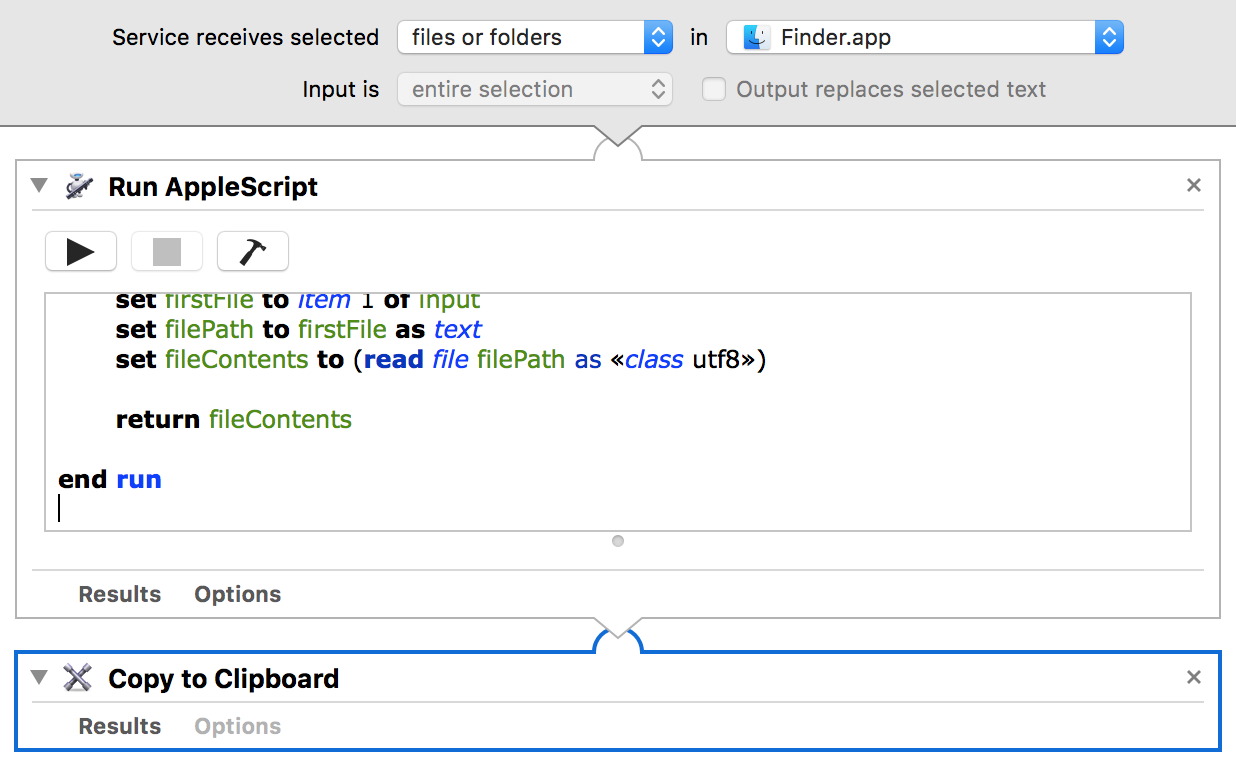 Service receives selected files or folders in Finder.app
Input is entire selection Output replaces selected text
Run AppleScript
set firstFile to item 1 of input
set filePath to firstFile as text
set fileContents to (read file filePath as «class utf8»)
return fileContents
end run
Results Options
Copy to Clipboard
Results Options